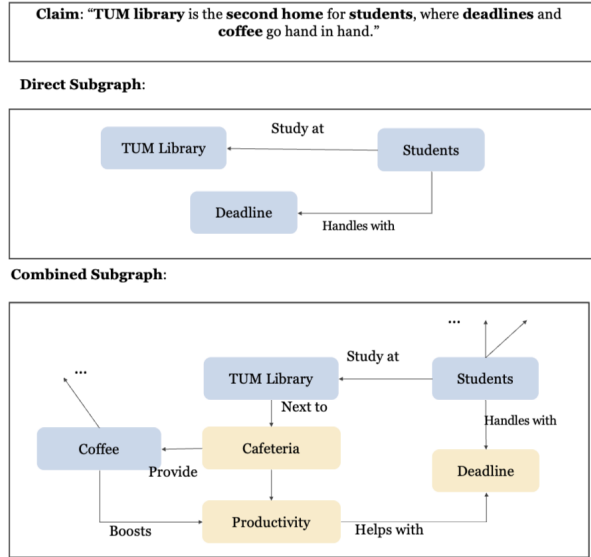 Claim: “TUM library is the second home for students, where deadlines and
coffee go hand in hand.”
Direct Subgraph:
Study at
TUM Library
Students
Deadline
Handles with
Combined Subgraph:
...
Study at
...
TUM Library
Students
Next to
Handles with
Coffee
Cafeteria
Provide
Deadline
Productivity
Boosts
Helps with